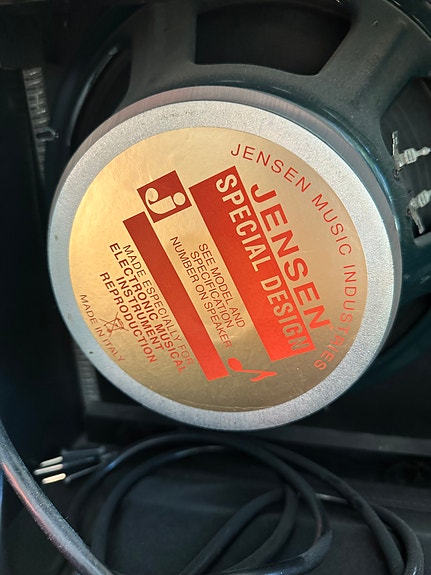 JENSEN MUSIC INDUSTRIES
j
JENSEN
SPECIAL DESIGN
SEE MODEL AND
SPECIFICATION
NUMBER ON SPEAKER
MADE ESPECIALLY FOR
ELECTRONIC MUSICAL
INSTRUMENT
REPRODUCTION
MADE IN ITALY